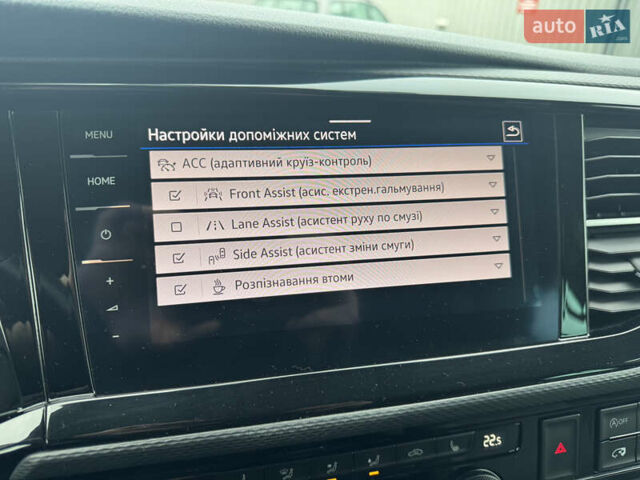 auto RIA
MENU
HOME
Настройки допоміжних систем
ACC (адаптивний круїз-контроль)
Front Assist (асис. екстрен.гальмування)
Lane Assist (асистент руху по смузі)
Side Assist (асистент зміни смуги)
Розпізнавання втоми
+
−
22.5